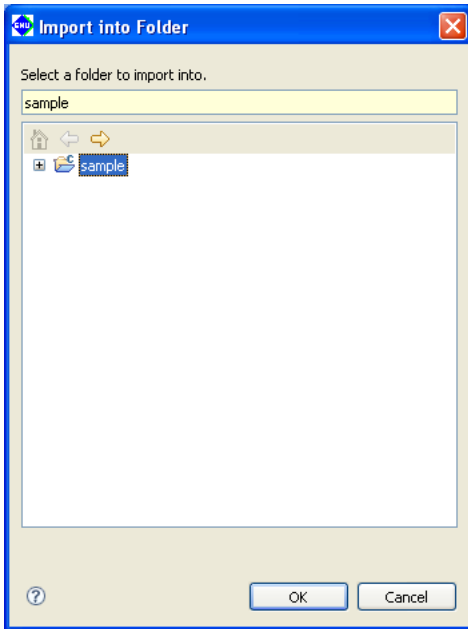 Import into Folder
Select a folder to import into.
sample
sample
OK
Cancel